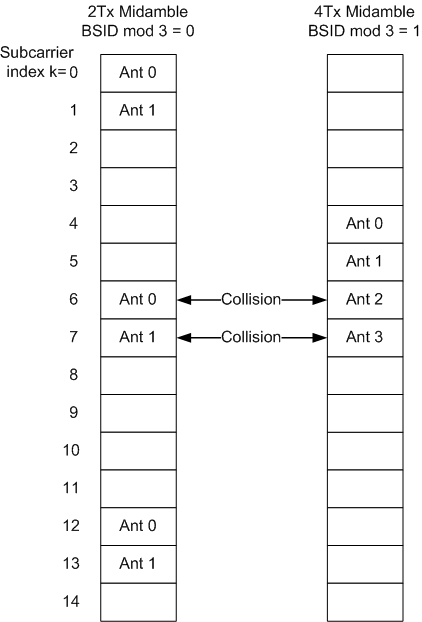 2Tx Midamble 4Tx Midamble
BSID mod 3 = 0 BSID mod 3 = 1
Subcarrier
index k= 0 Ant 0
1 Ant 1
2
3
4 Ant 0
5 Ant 1
6 Ant 0 Collision Ant 2
7 Ant 1 Collision Ant 3
8
9
10
11
12 Ant 0
13 Ant 1
14